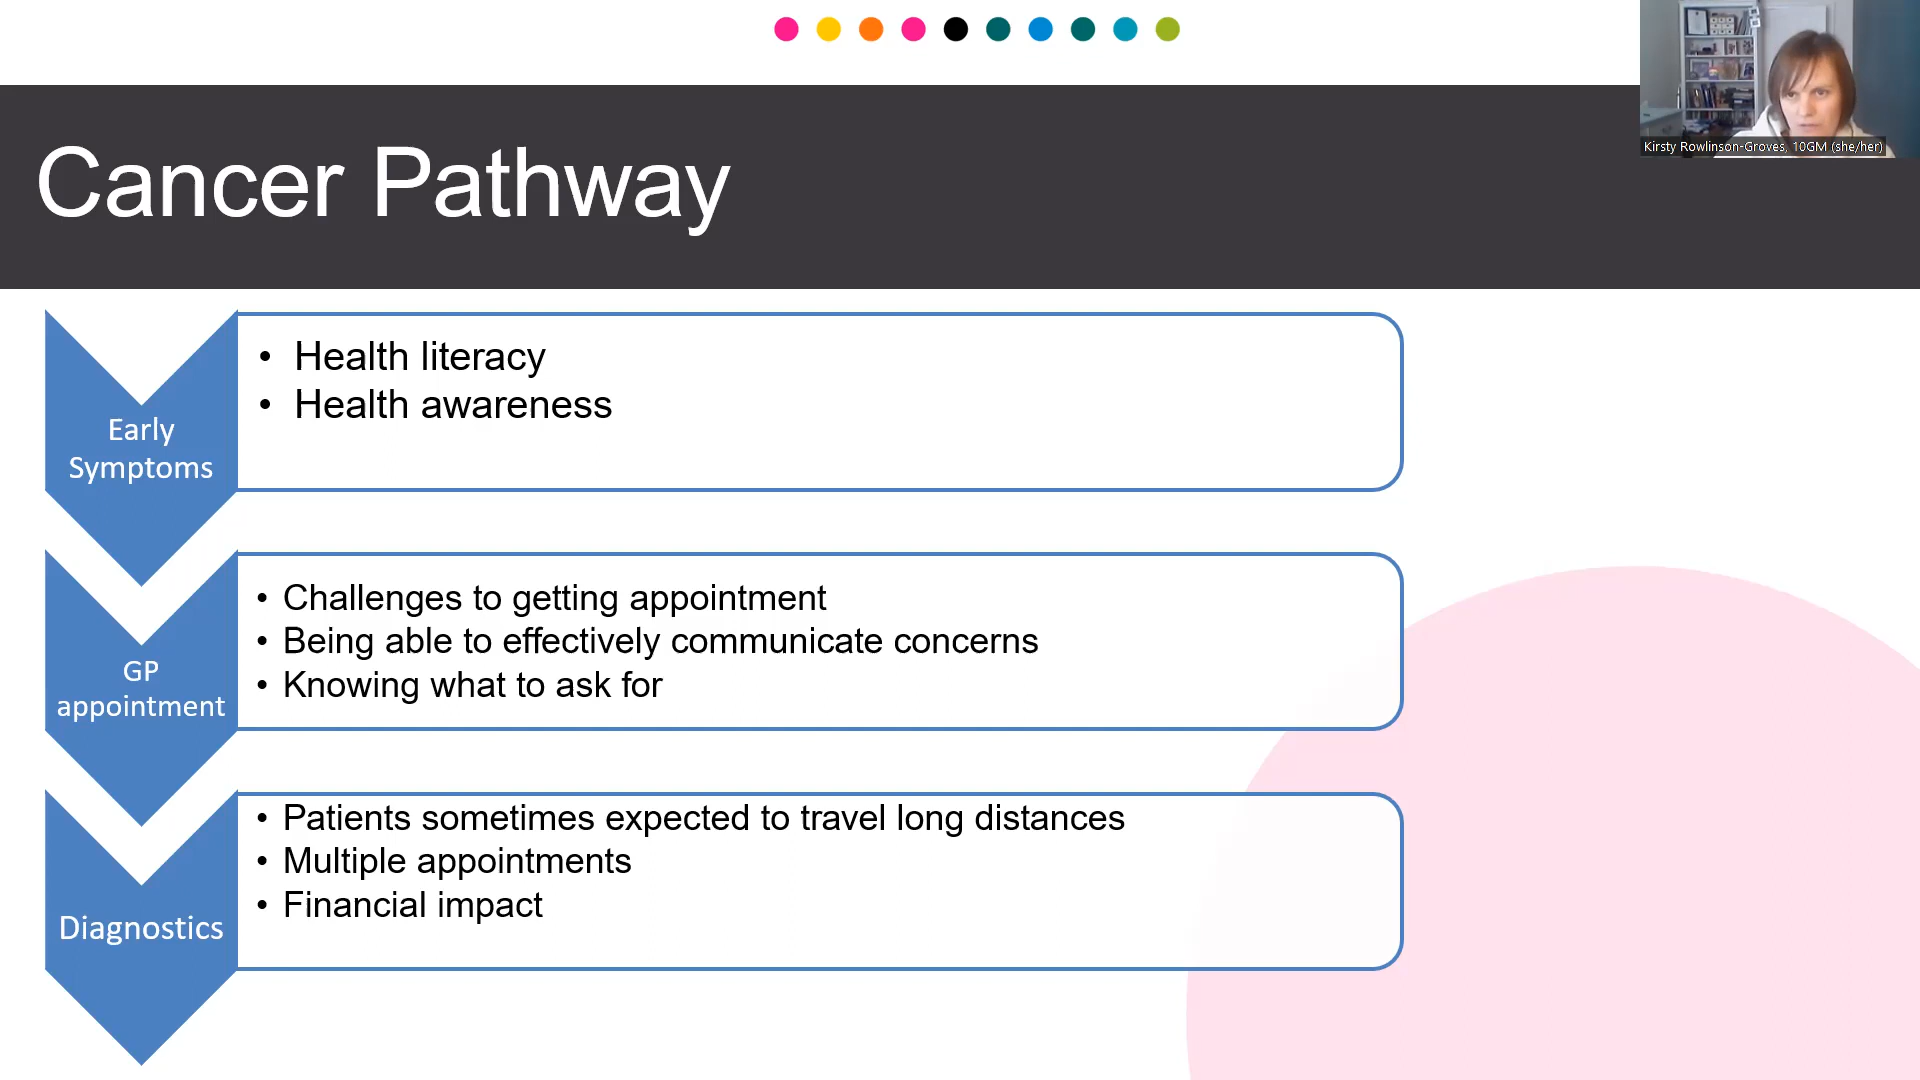 Kirsty Rowlinson-Groves, 10GM (she/her)
Cancer Pathway
Early
Symptoms
• Health literacy
• Health awareness
GP
appointment
• Challenges to getting appointment
• Being able to effectively communicate concerns
• Knowing what to ask for
Diagnostics
• Patients sometimes expected to travel long distances
• Multiple appointments
• Financial impact